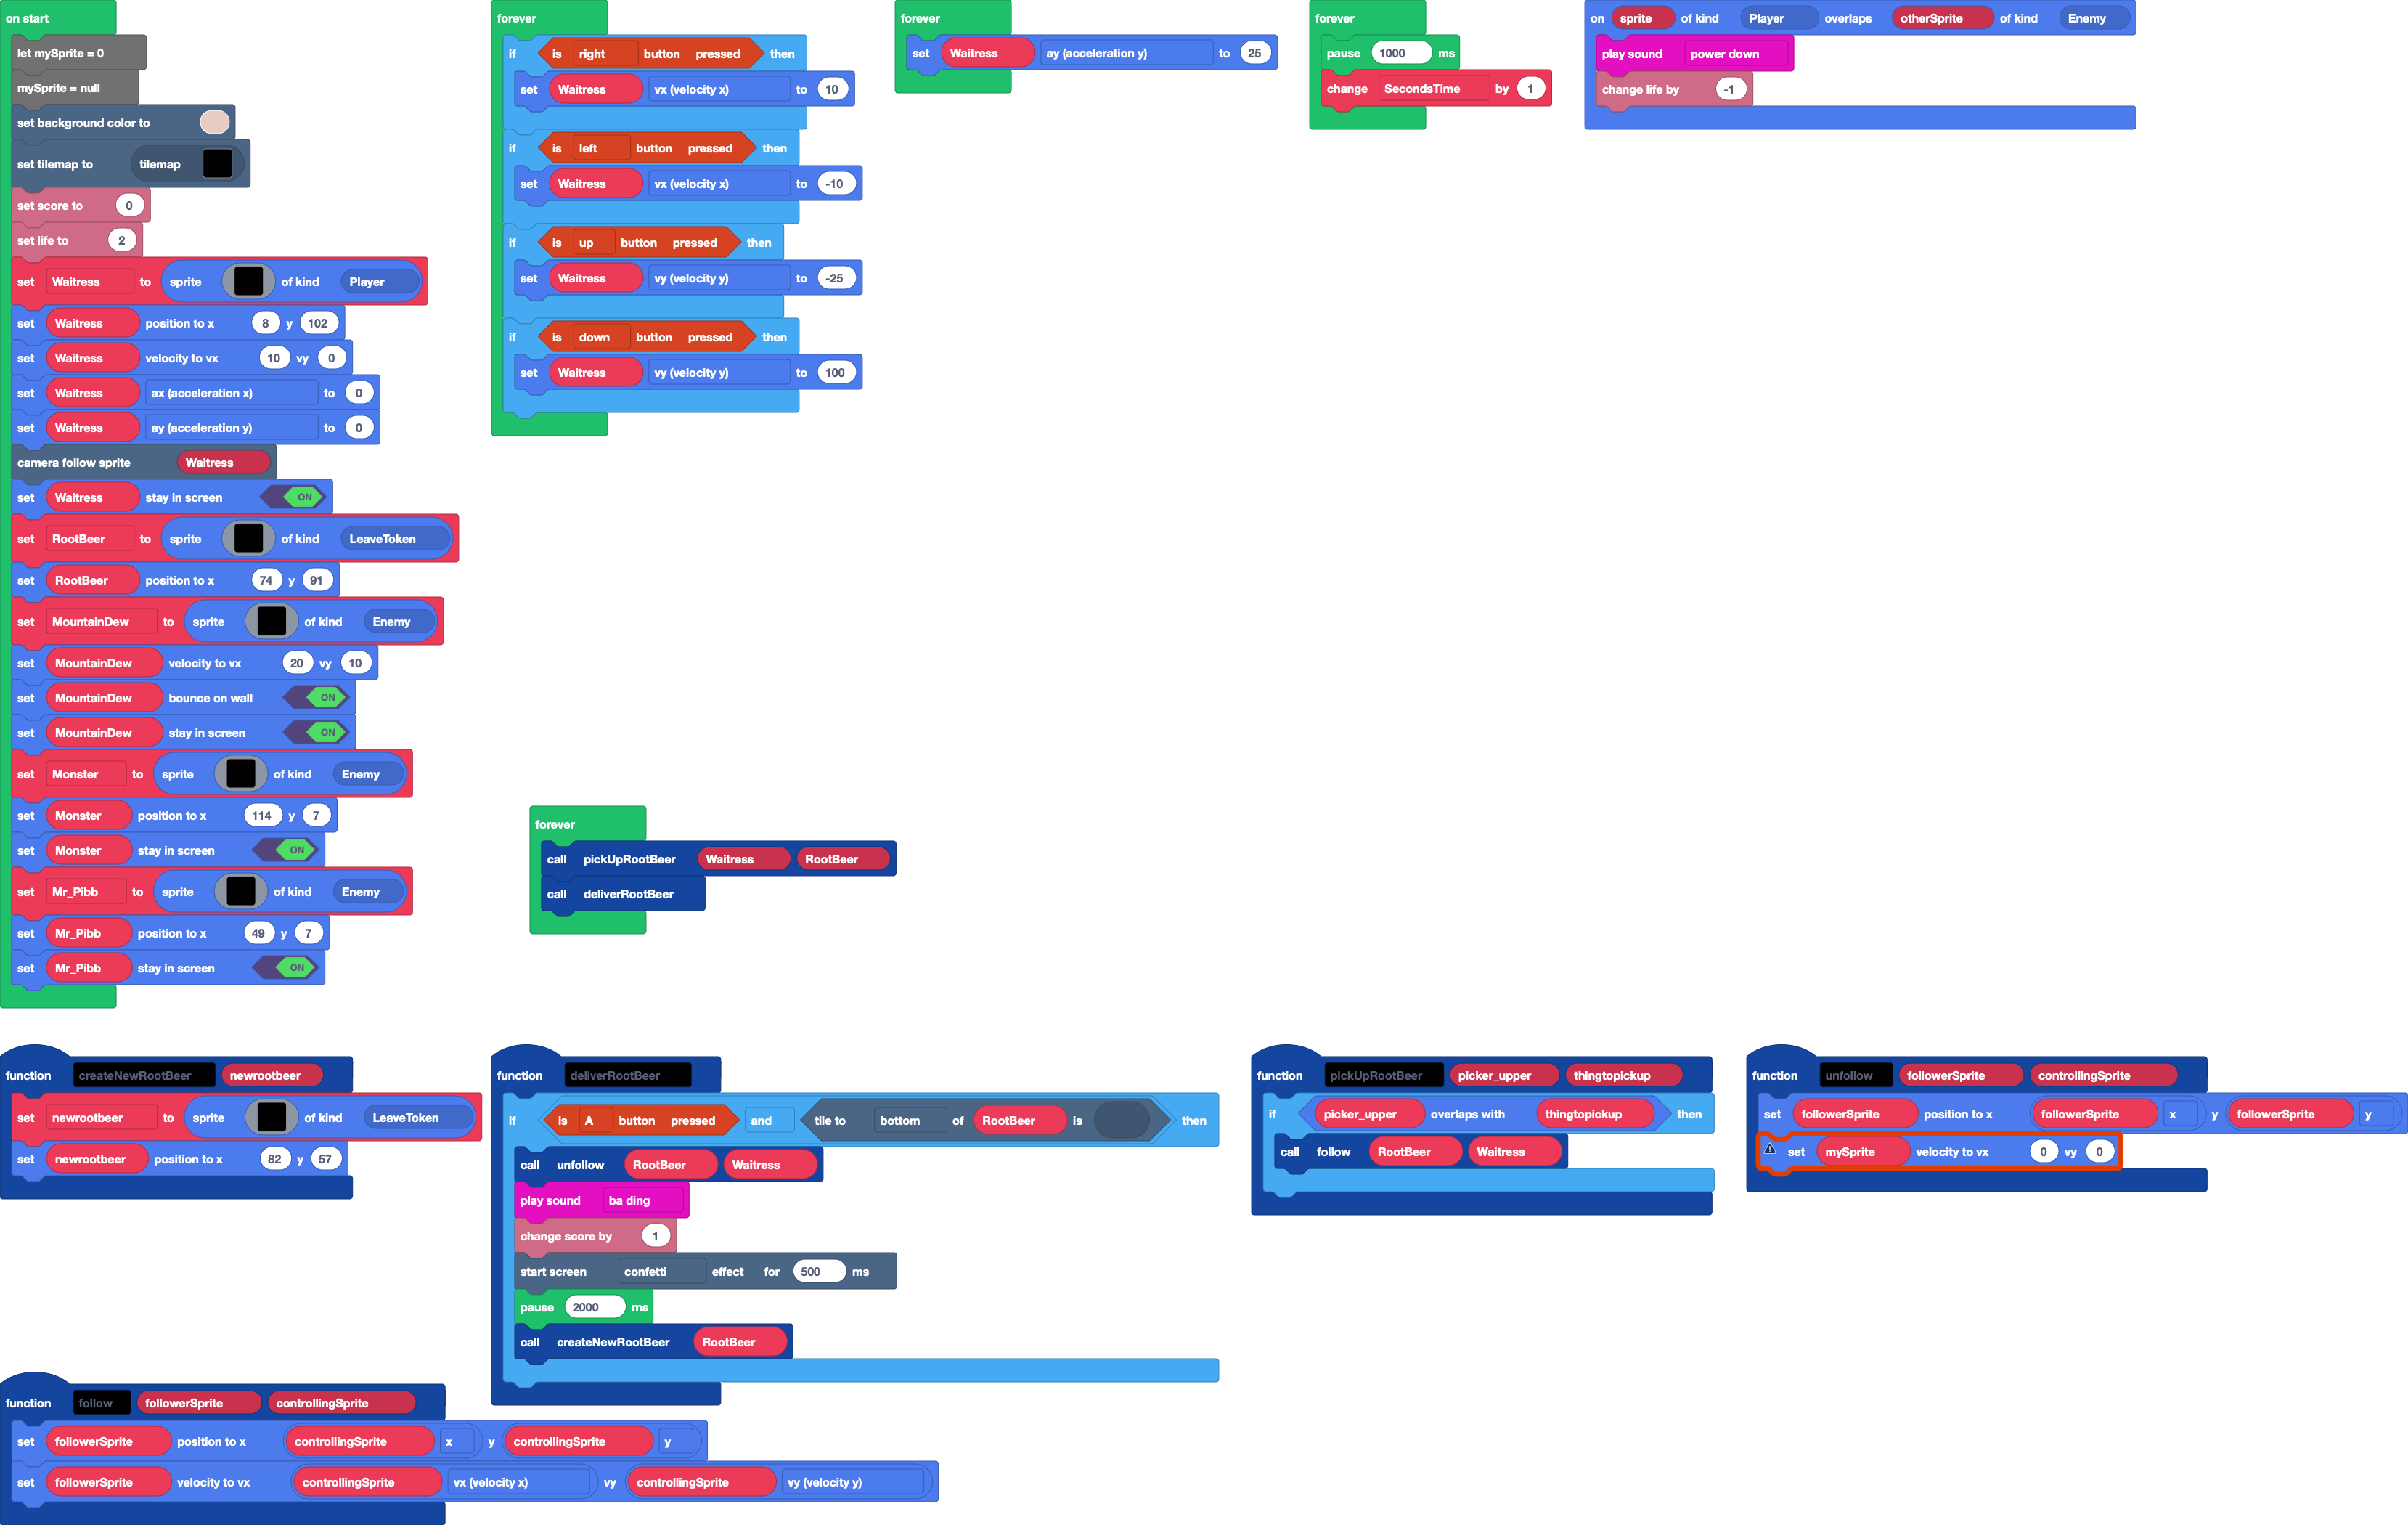 on start
let mySprite = 0
mySprite = null
set background color to
set tilemap to tilemap
set score to 0
set life to 2
set Waitress to sprite of kind Player
set Waitress position to x 8 y 102
set Waitress velocity to vx 10 vy 0
set Waitress ax (acceleration x) to 0
set Waitress ay (acceleration y) to 0
camera follow sprite Waitress
set Waitress stay in screen ON
set RootBeer to sprite of kind LeaveToken
set RootBeer position to x 74 y 91
set MountainDew to sprite of kind Enemy
set MountainDew velocity to vx 20 vy 10
set MountainDew bounce on wall ON
set MountainDew stay in screen ON
set Monster to sprite of kind Enemy
set Monster position to x 114 y 7
set Monster stay in screen ON
set Mr_Pibb to sprite of kind Enemy
set Mr_Pibb position to x 49 y 7
set Mr_Pibb stay in screen ON
forever
if is right button pressed then
set Waitress vx (velocity x) to 10
if is left button pressed then
set Waitress vx (velocity x) to -10
if is up button pressed then
set Waitress vy (velocity y) to -25
if is down button pressed then
set Waitress vy (velocity y) to 100
forever
set Waitress ay (acceleration y) to 25
forever
pause 1000 ms
change SecondsTime by 1
on sprite of kind Player overlaps otherSprite of kind Enemy
play sound power down
change life by -1
forever
call pickUpRootBeer Waitress RootBeer
call deliverRootBeer
function createNewRootBeer newrootbeer
set newrootbeer to sprite of kind LeaveToken
set newrootbeer position to x 82 y 57
function deliverRootBeer
if is A button pressed and tile to bottom of RootBeer is then
call unfollow RootBeer Waitress
play sound ba ding
change score by 1
start screen confetti effect for 500 ms
pause 2000 ms
call createNewRootBeer RootBeer
function pickUpRootBeer picker_upper thingtopickup
if picker_upper overlaps with thingtopickup then
call follow RootBeer Waitress
function unfollow followerSprite controllingSprite
set followerSprite position to x followerSprite x y followerSprite y
set mySprite velocity to vx 0 vy 0
function follow followerSprite controllingSprite
set followerSprite position to x controllingSprite x y controllingSprite y
set followerSprite velocity to vx controllingSprite vx (velocity x) vy controllingSprite vy (velocity y)